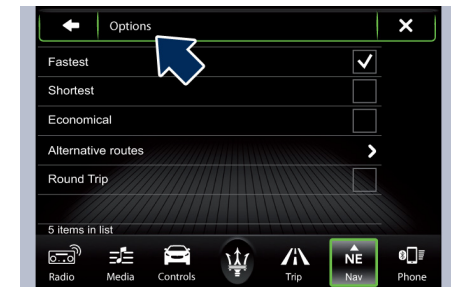 Options
Fastest
Shortest
Economical
Alternative routes
Round Trip
5 items in list
NE
Radio Media Controls Trip Nav Phone